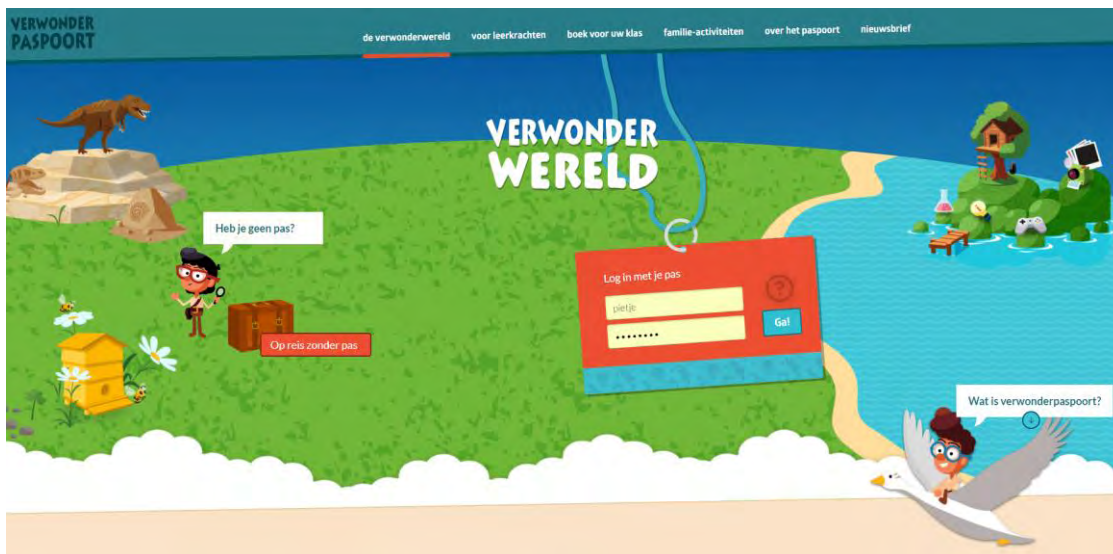 VERWONDER
PASPOORT
de verwonderwereld
voor leerkrachten
boek voor uw klas
familie-activiteiten
over het paspoort
nieuwsbrief
VERWONDER
WERELD
Heb je geen pas?
Op reis zonder pas
Log in met je pas
?
pietje
••••••••
Ga!
Wat is verwonderpaspoort?